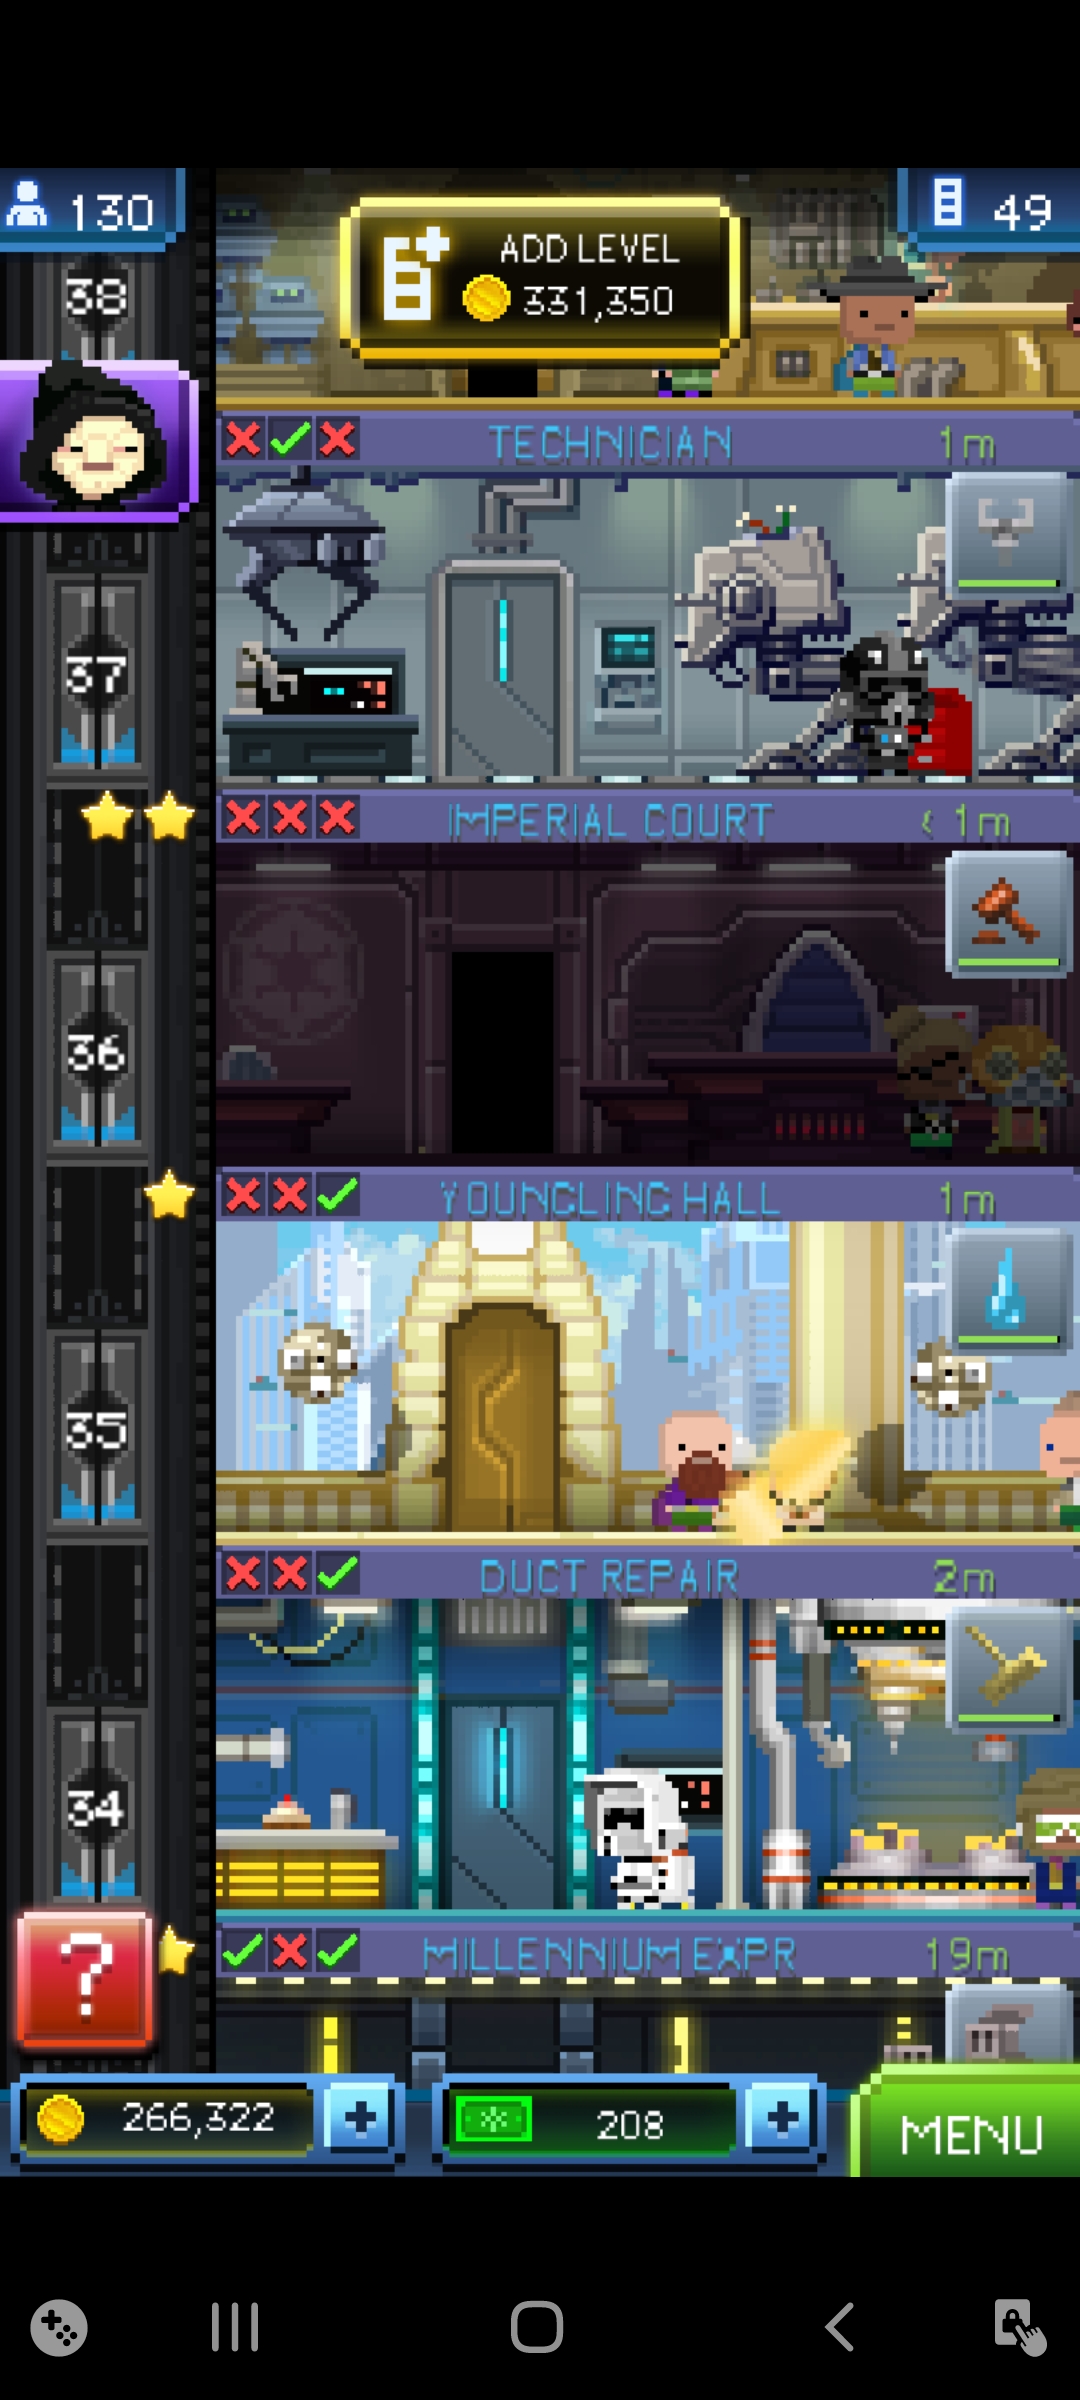 130
ADD LEVEL
331,350
49
38
TECHNICIAN
1m
37
IMPERIAL COURT
< 1m
36
YOUNGLING HALL
1m
35
DUCT REPAIR
2m
34
?
MILLENNIUM EXPR
19m
266,322
+
208
+
MENU